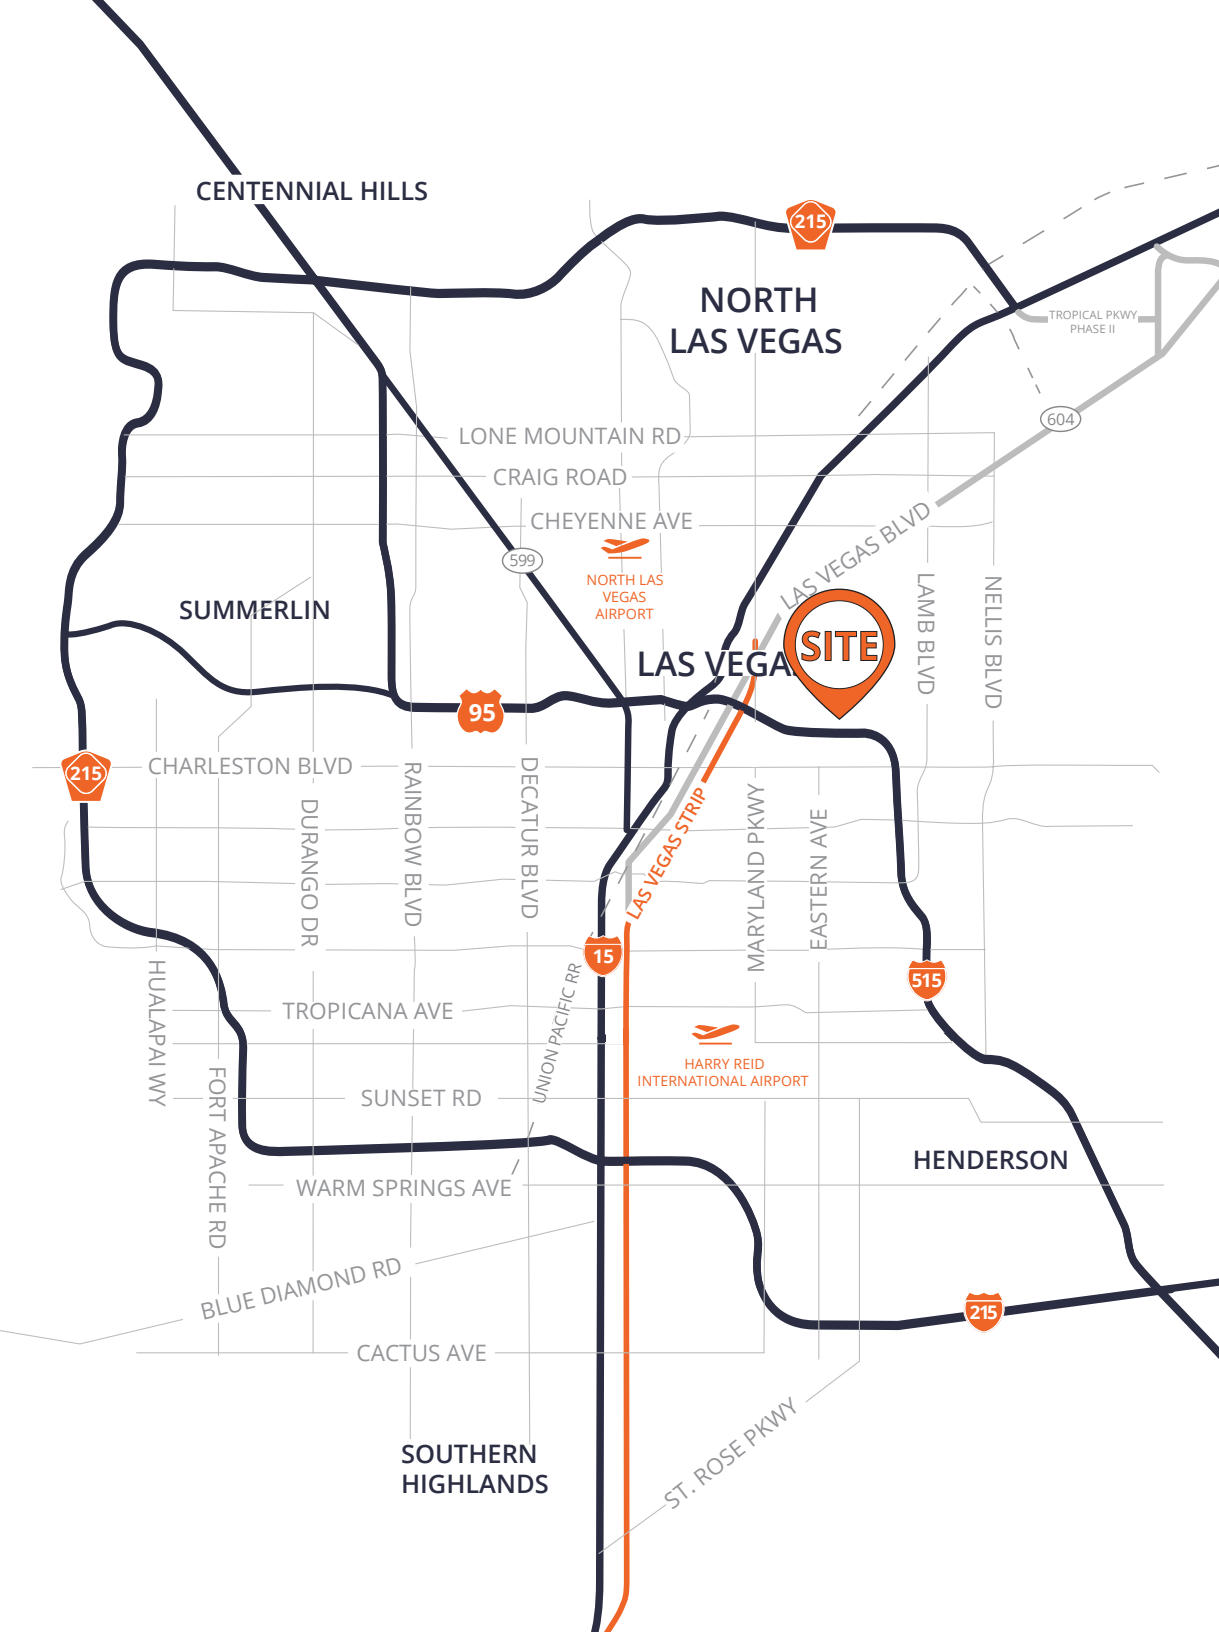 CENTENNIAL HILLS
215
NORTH
LAS VEGAS
TROPICAL PKWY
PHASE II
604
LONE MOUNTAIN RD
CRAIG ROAD
CHEYENNE AVE
LAS VEGAS BLVD
599
NORTH LAS
VEGAS
AIRPORT
SUMMERLIN
LAMB BLVD
NELLIS BLVD
SITE
LAS VEGA
95
215
CHARLESTON BLVD
DURANGO DR
RAINBOW BLVD
DECATUR BLVD
LAS VEGAS STRIP
MARYLAND PKWY
EASTERN AVE
15
515
HUALAPAI WY
TROPICANA AVE
UNION PACIFIC RR
HARRY REID
INTERNATIONAL AIRPORT
FORT APACHE RD
SUNSET RD
HENDERSON
WARM SPRINGS AVE
BLUE DIAMOND RD
215
CACTUS AVE
SOUTHERN
HIGHLANDS
ST. ROSE PKWY